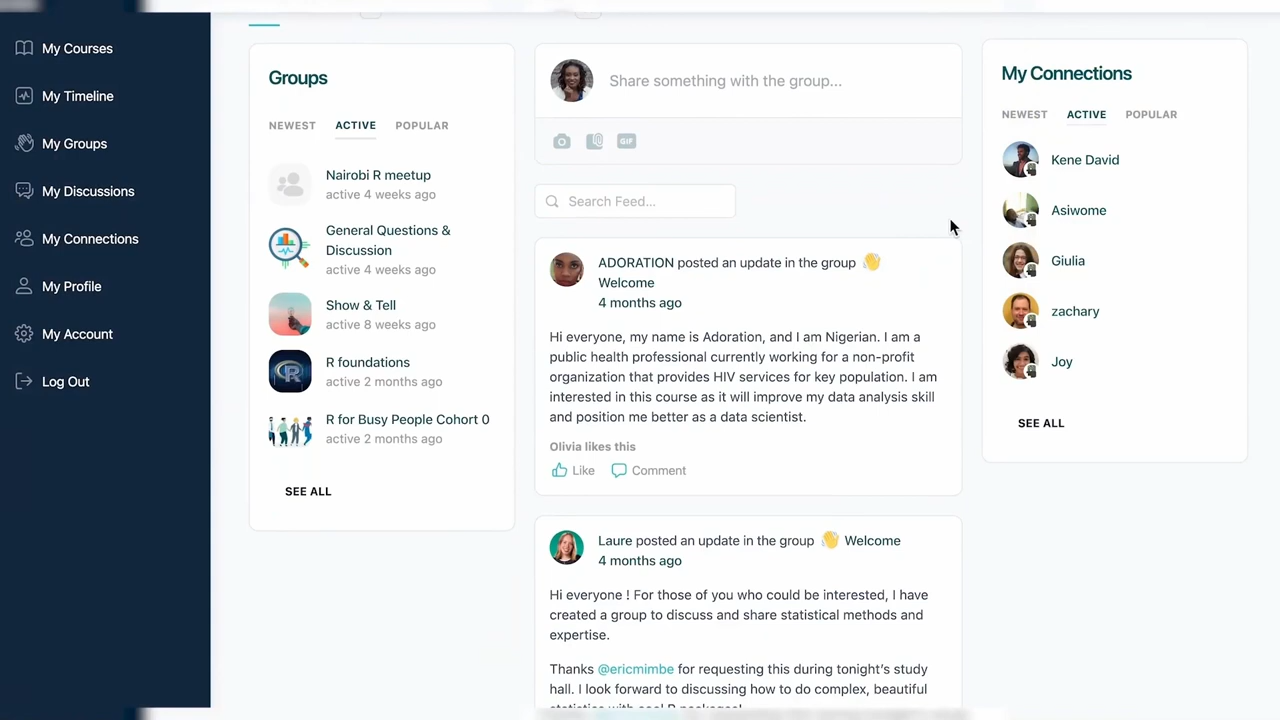 My Courses
My Timeline
My Groups
My Discussions
My Connections
My Profile
My Account
Log Out
Groups
NEWEST ACTIVE POPULAR
Nairobi R meetup
active 4 weeks ago
General Questions &
Discussion
active 4 weeks ago
Show & Tell
active 8 weeks ago
R foundations
active 2 months ago
R for Busy People Cohort 0
active 2 months ago
SEE ALL
Share something with the group...
GIF
Search Feed...
ADORATION posted an update in the group 👋
Welcome
4 months ago
Hi everyone, my name is Adoration, and I am Nigerian. I am a
public health professional currently working for a non-profit
organization that provides HIV services for key population. I am
interested in this course as it will improve my data analysis skill
and position me better as a data scientist.
Olivia likes this
Like Comment
Laure posted an update in the group 👋 Welcome
4 months ago
Hi everyone ! For those of you who could be interested, I have
created a group to discuss and share statistical methods and
expertise.
Thanks @ericmimbe for requesting this during tonight's study
hall. I look forward to discussing how to do complex, beautiful
statistics with cool R packages!
My Connections
NEWEST ACTIVE POPULAR
Kene David
Asiwome
Giulia
zachary
Joy
SEE ALL